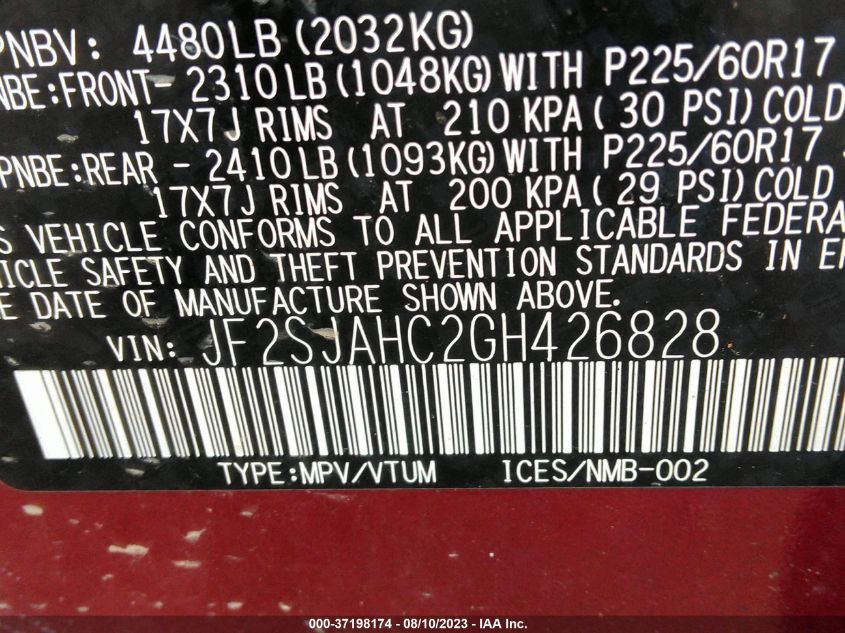 PNBV: 4480LB (2032KG)
NBE:FRONT- 2310LB(1048KG)WITH P225/60R17
17X7J RIMS AT 210 KPA( 30 PSI)COLD
PNBE:REAR - 2410LB(1093KG)WITH P225/60R17
17X7J RIMS AT 200 KPA( 29 PSI)COLD
S VEHICLE CONFORMS TO ALL APPLICABLE FEDERA
ICLE SAFETY AND THEFT PREVENTION STANDARDS IN E
E DATE OF MANUFACTURE SHOWN ABOVE.
VIN: JF2SJAHC2GH426828
TYPE:MPV/VTUM ICES/NMB-002
000-37198174 - 08/10/2023 - IAA Inc.